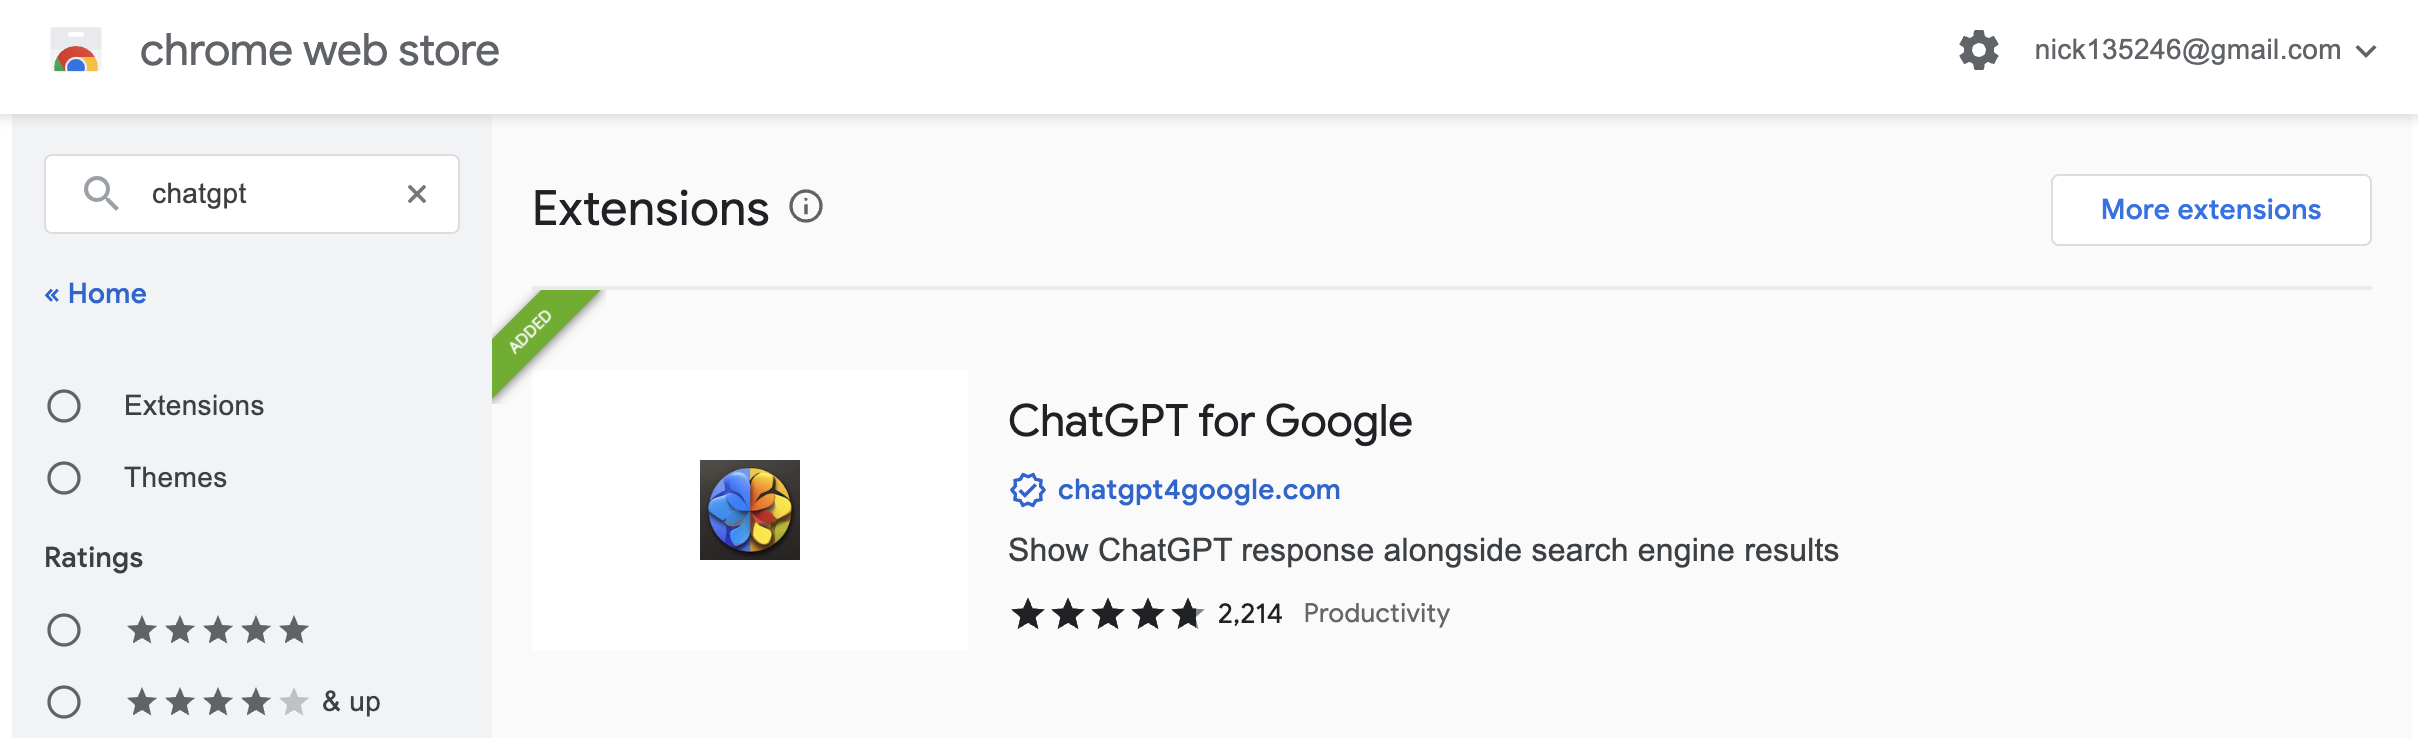 chrome web store
nick135246@gmail.com
chatgpt
« Home
Extensions
Themes
Ratings
& up
Extensions
More extensions
ADDED
ChatGPT for Google
chatgpt4google.com
Show ChatGPT response alongside search engine results
2,214 Productivity